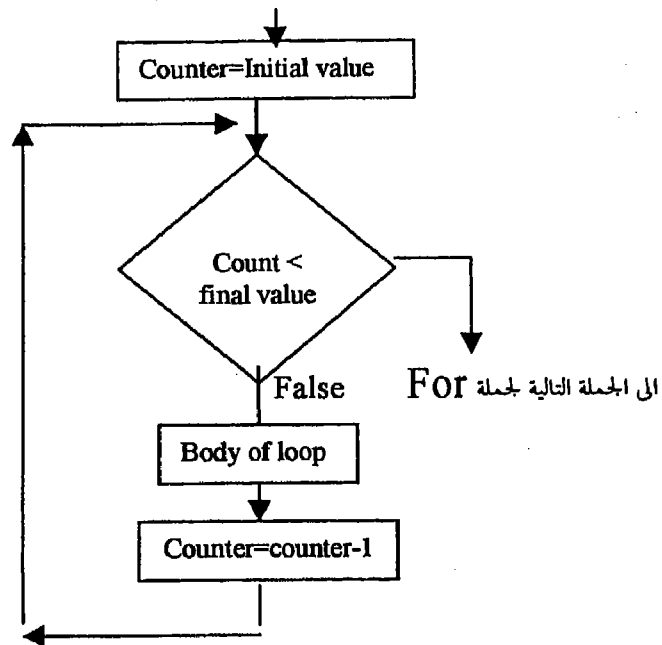 Counter=Initial value
Count <
final value
False
الى الجملة التالية لجملة For
Body of loop
Counter=counter-1